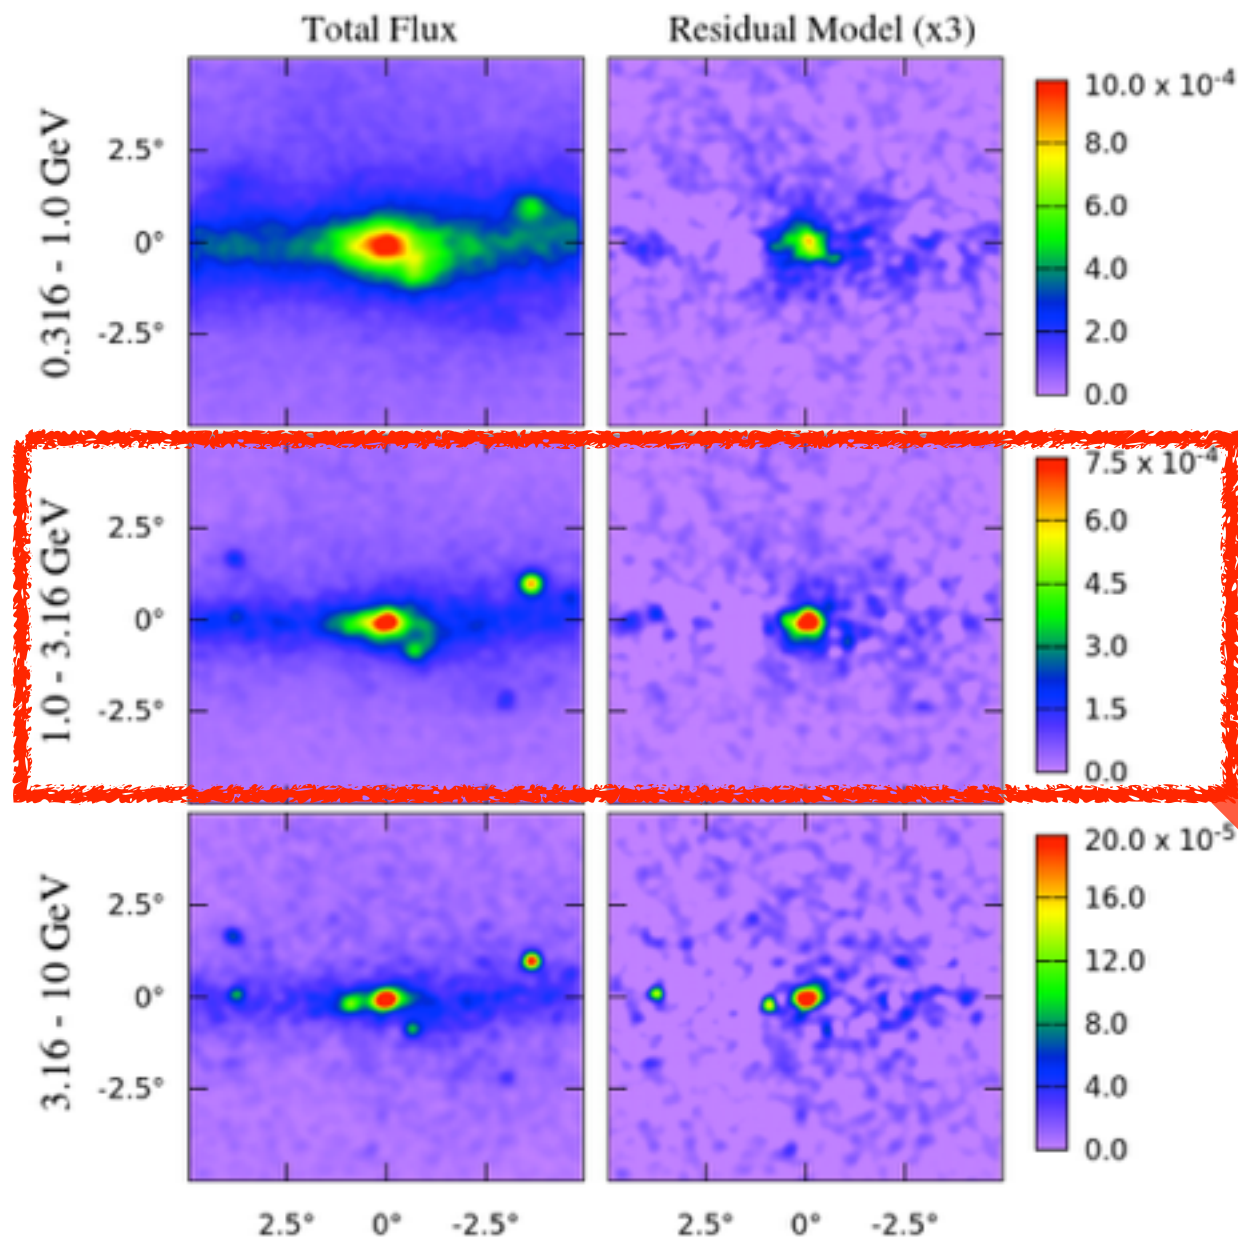 Total Flux
Residual Model (x3)
0.316 - 1.0 GeV
2.5°
0°
-2.5°
10.0 x 10⁻⁴
8.0
6.0
4.0
2.0
0.0
1.0 - 3.16 GeV
2.5°
0°
-2.5°
7.5 x 10⁻⁴
6.0
4.5
3.0
1.5
0.0
3.16 - 10 GeV
2.5°
0°
-2.5°
20.0 x 10⁻⁵
16.0
12.0
8.0
4.0
0.0
2.5° 0° -2.5°
2.5° 0° -2.5°